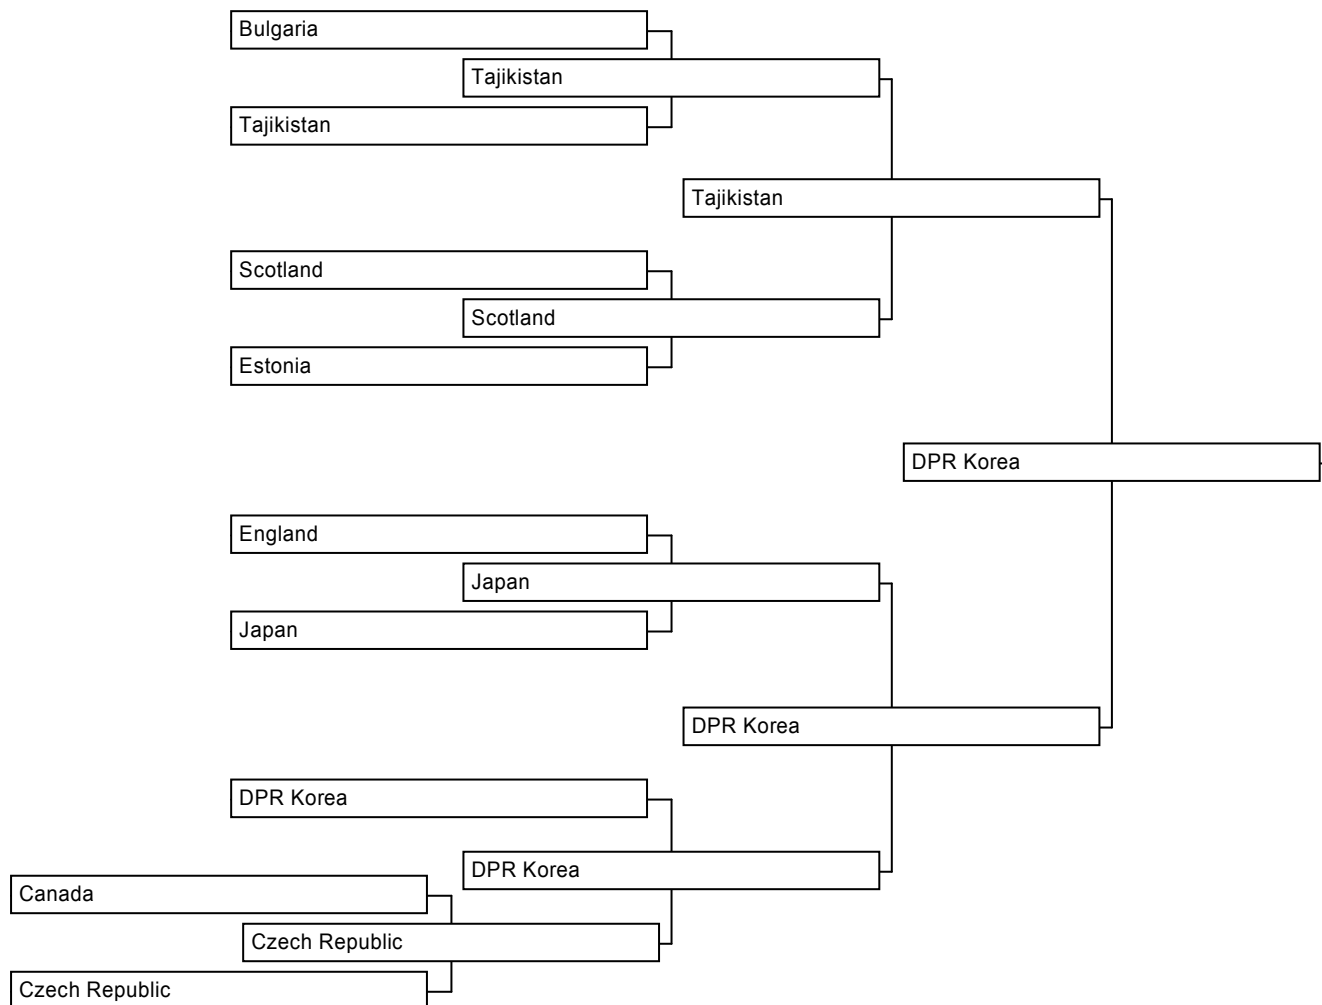 Bulgaria
Tajikistan
Tajikistan
Tajikistan
Scotland
Scotland
Estonia
DPR Korea
England
Japan
Japan
DPR Korea
DPR Korea
DPR Korea
Canada
Czech Republic
Czech Republic